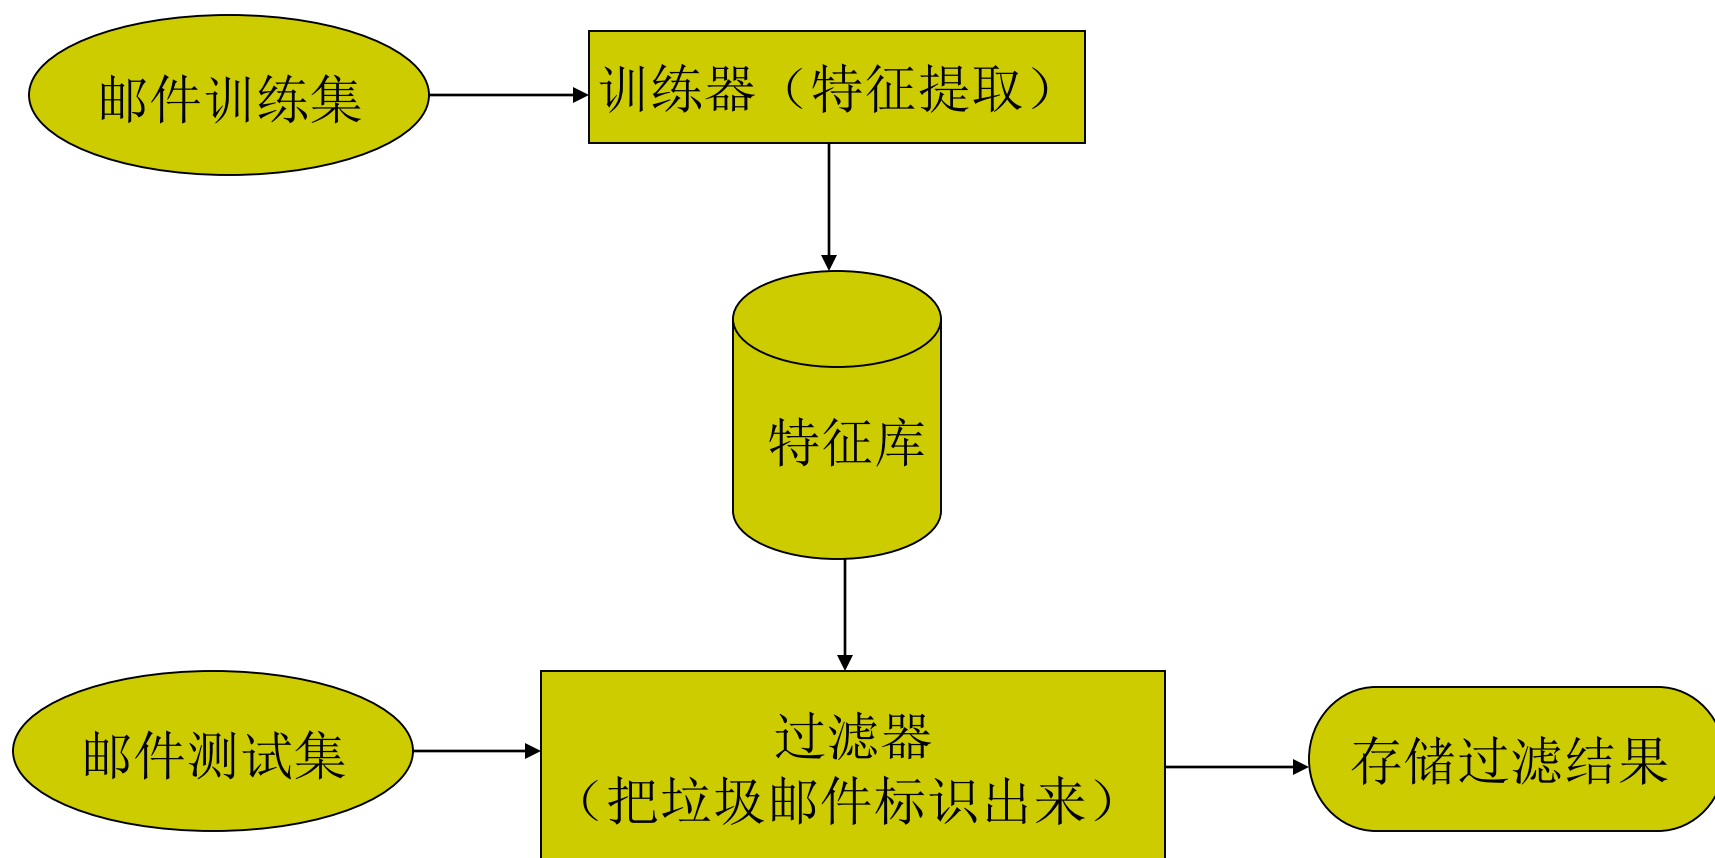 邮件训练集
训练器（特征提取）
特征库
邮件测试集
过滤器
（把垃圾邮件标识出来）
存储过滤结果